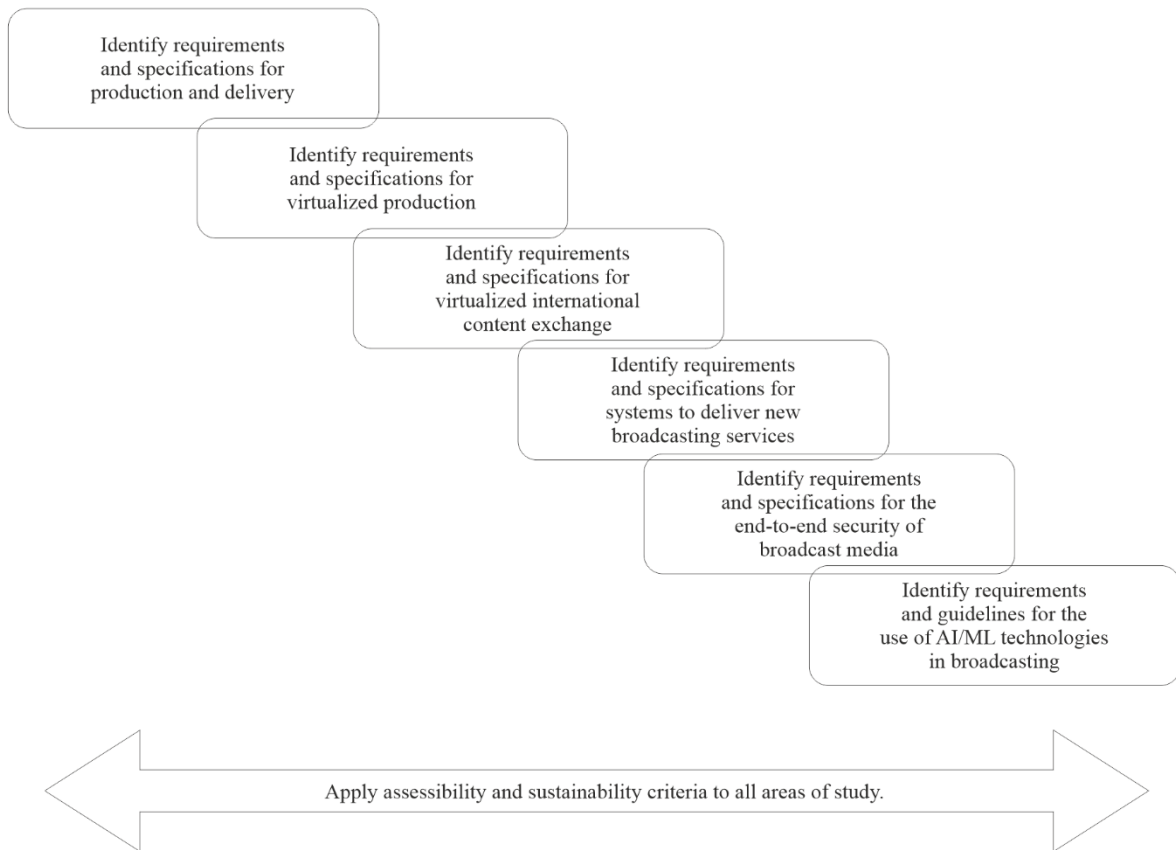 Identify requirements
and specifications for
production and delivery
Identify requirements
and specifications for
virtualized production
Identify requirements
and specifications for
virtualized international
content exchange
Identify requirements
and specifications for
systems to deliver new
broadcasting services
Identify requirements
and specifications for the
end-to-end security of
broadcast media
Identify requirements
and guidelines for the
use of AI/ML technologies
in broadcasting
Apply assessibility and sustainability criteria to all areas of study.